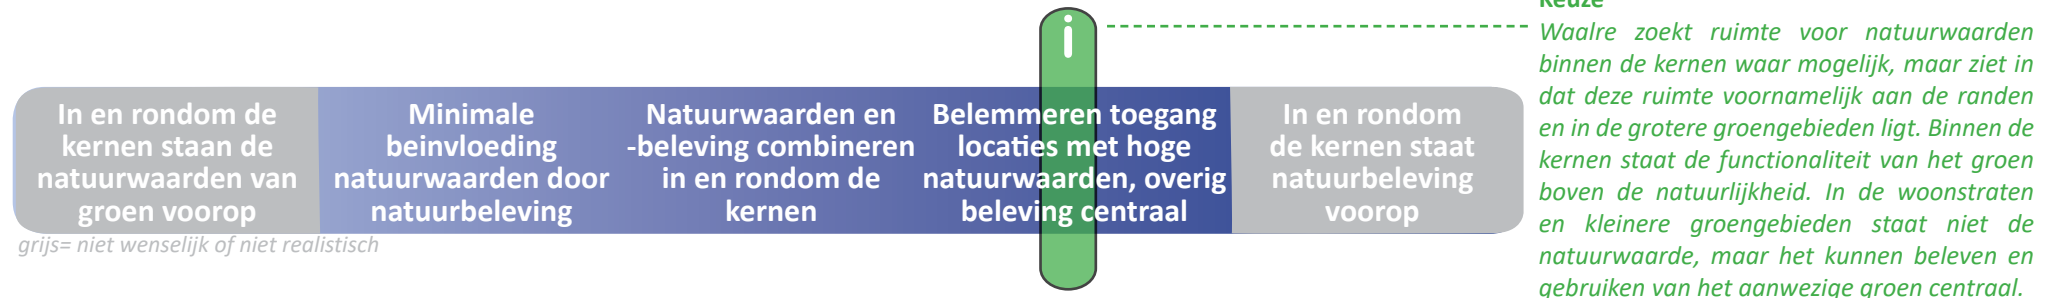 In en rondom de
kernen staan de
natuurwaarden van
groen voorop
Minimale
beinvloeding
natuurwaarden door
natuurbeleving
Natuurwaarden en
-beleving combineren
in en rondom de
kernen
Belemmeren toegang
locaties met hoge
natuurwaarden, overig
beleving centraal
In en rondom
de kernen staat
natuurbeleving
voorop
grijs= niet wenselijk of niet realistisch
i
Keuze
Waalre zoekt ruimte voor natuurwaarden
binnen de kernen waar mogelijk, maar ziet in
dat deze ruimte voornamelijk aan de randen
en in de grotere groengebieden ligt. Binnen de
kernen staat de functionaliteit van het groen
boven de natuurlijkheid. In de woonstraten
en kleinere groengebieden staat niet de
natuurwaarde, maar het kunnen beleven en
gebruiken van het aanwezige groen centraal.